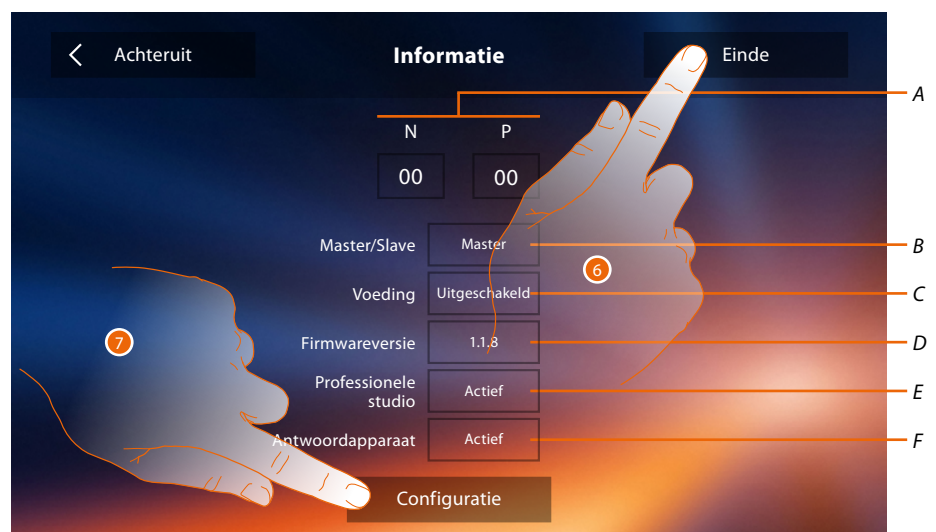 Achteruit Informatie Einde
A
N P
00 00
Master/Slave Master B
6
Voeding Uitgeschakeld C
Firmwareversie 1.1.8 D
7
Professionele
studio Actief E
Antwoordapparaat Actief F
Configuratie